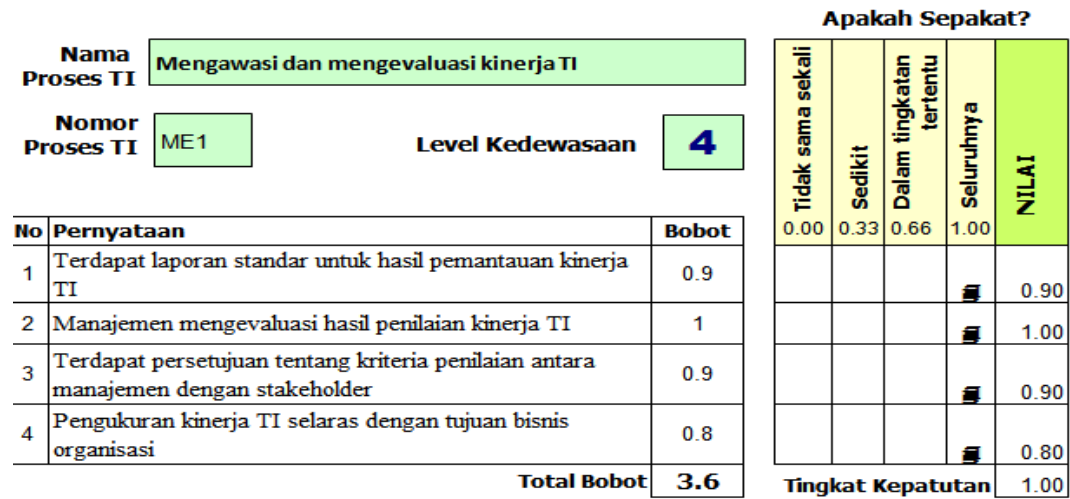 Apakah Sepakat?
Nama Proses TI
Mengawasi dan mengevaluasi kinerja TI
Nomor Proses TI
ME1
Level Kedewasaan 4
Tidak sama sekali
Sedikit
Dalam tingkatan tertentu
Seluruhnya
NILAI
No Pernyataan Bobot 0.00 0.33 0.66 1.00
1 Terdapat laporan standar untuk hasil pemantauan kinerja
TI 0.9 0.90
2 Manajemen mengevaluasi hasil penilaian kinerja TI 1 1.00
3 Terdapat persetujuan tentang kriteria penilaian antara
manajemen dengan stakeholder 0.9 0.90
4 Pengukuran kinerja TI selaras dengan tujuan bisnis
organisasi 0.8 0.80
Total Bobot 3.6 Tingkat Kepatutan 1.00